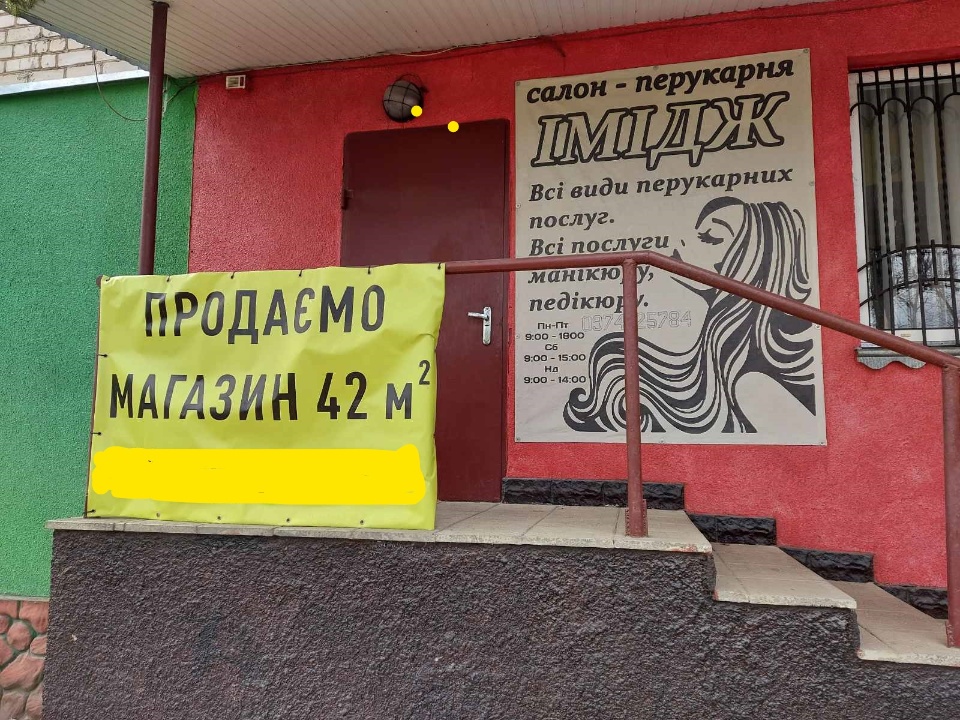 ПРОДАЄМО
МАГАЗИН 42 м²
салон - перукарня
ІМІДЖ
Всі види перукарних
послуг.
Всі послуги
манікюру,
педікюру.
Пн-Пт
9:00 - 1800
Сб
9:00 - 15:00
Нд
9:00 - 14:00